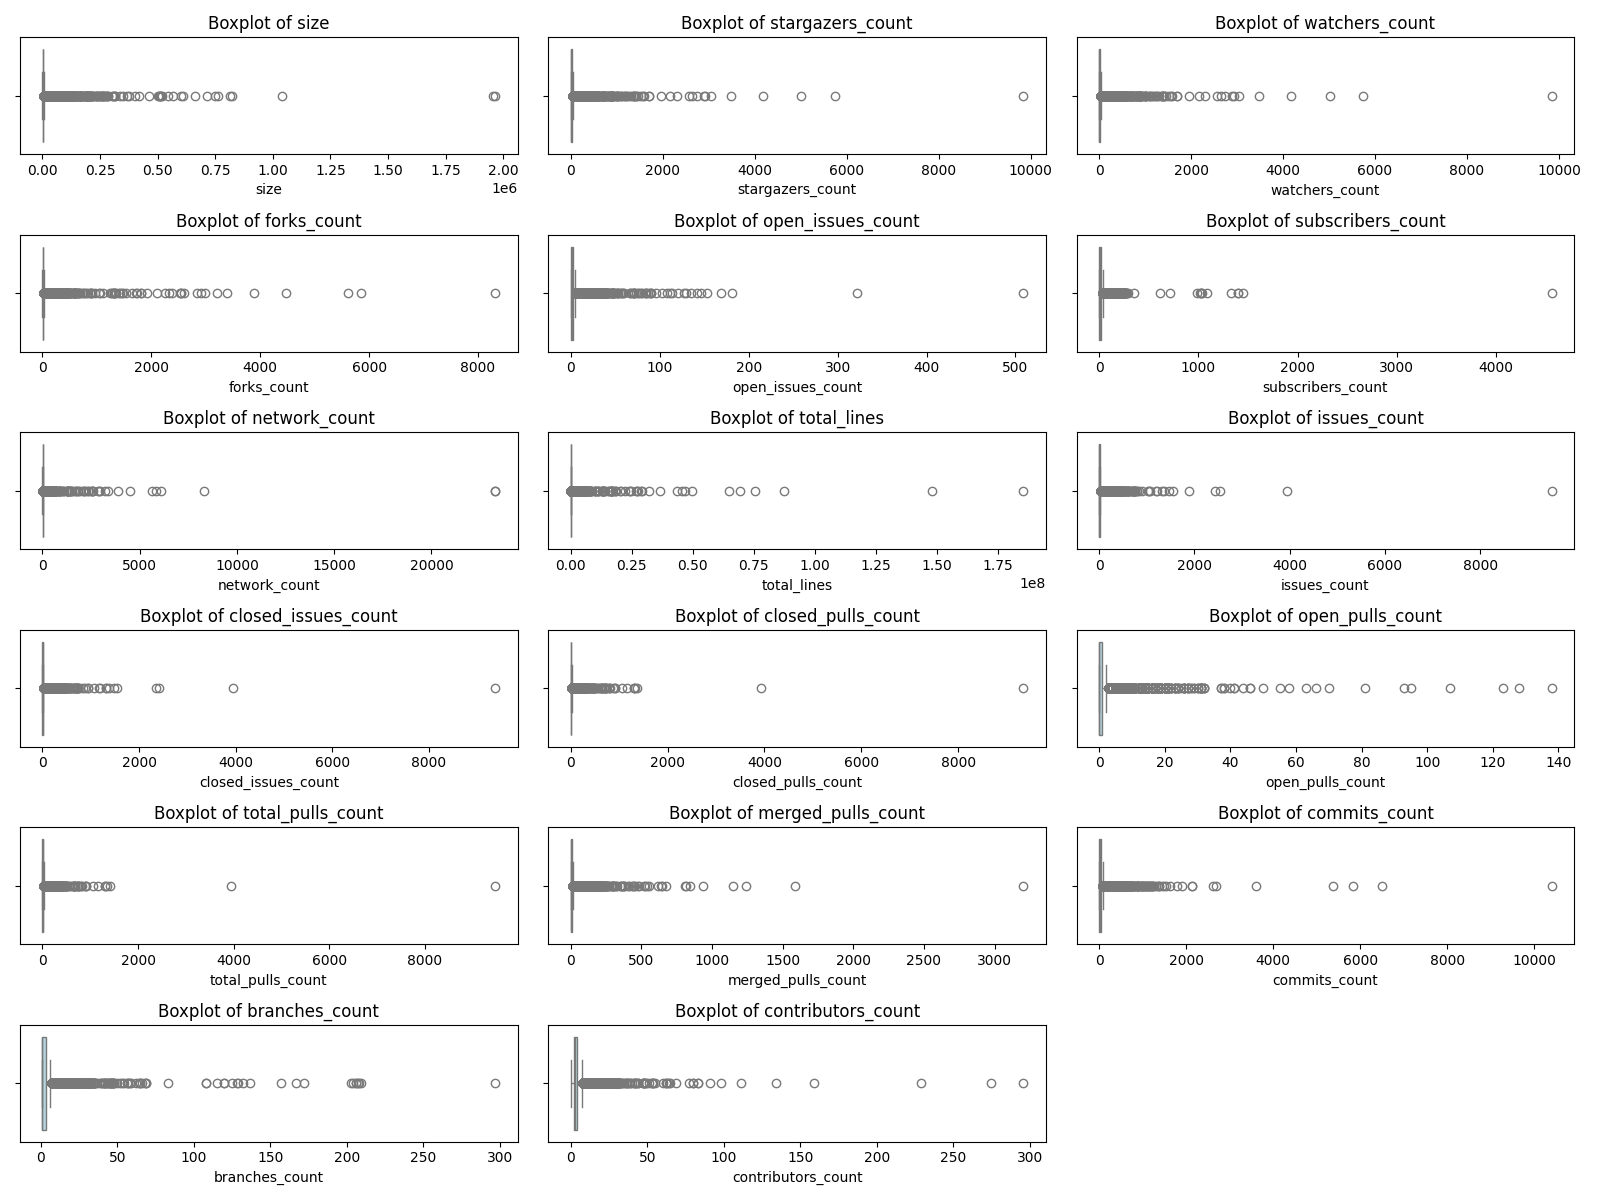 Boxplot of size
Boxplot of stargazers_count
Boxplot of watchers_count
0.00 0.25 0.50 0.75 1.00 1.25 1.50 1.75 2.00
1e6
size
0 2000 4000 6000 8000 10000
stargazers_count
0 2000 4000 6000 8000 10000
watchers_count
Boxplot of forks_count
Boxplot of open_issues_count
Boxplot of subscribers_count
0 2000 4000 6000 8000
forks_count
0 100 200 300 400 500
open_issues_count
0 1000 2000 3000 4000
subscribers_count
Boxplot of network_count
Boxplot of total_lines
Boxplot of issues_count
0 5000 10000 15000 20000
network_count
0.00 0.25 0.50 0.75 1.00 1.25 1.50 1.75
1e8
total_lines
0 2000 4000 6000 8000
issues_count
Boxplot of closed_issues_count
Boxplot of closed_pulls_count
Boxplot of open_pulls_count
0 2000 4000 6000 8000
closed_issues_count
0 2000 4000 6000 8000
closed_pulls_count
0 20 40 60 80 100 120 140
open_pulls_count
Boxplot of total_pulls_count
Boxplot of merged_pulls_count
Boxplot of commits_count
0 2000 4000 6000 8000
total_pulls_count
0 500 1000 1500 2000 2500 3000
merged_pulls_count
0 2000 4000 6000 8000 10000
commits_count
Boxplot of branches_count
Boxplot of contributors_count
0 50 100 150 200 250 300
branches_count
0 50 100 150 200 250 300
contributors_count